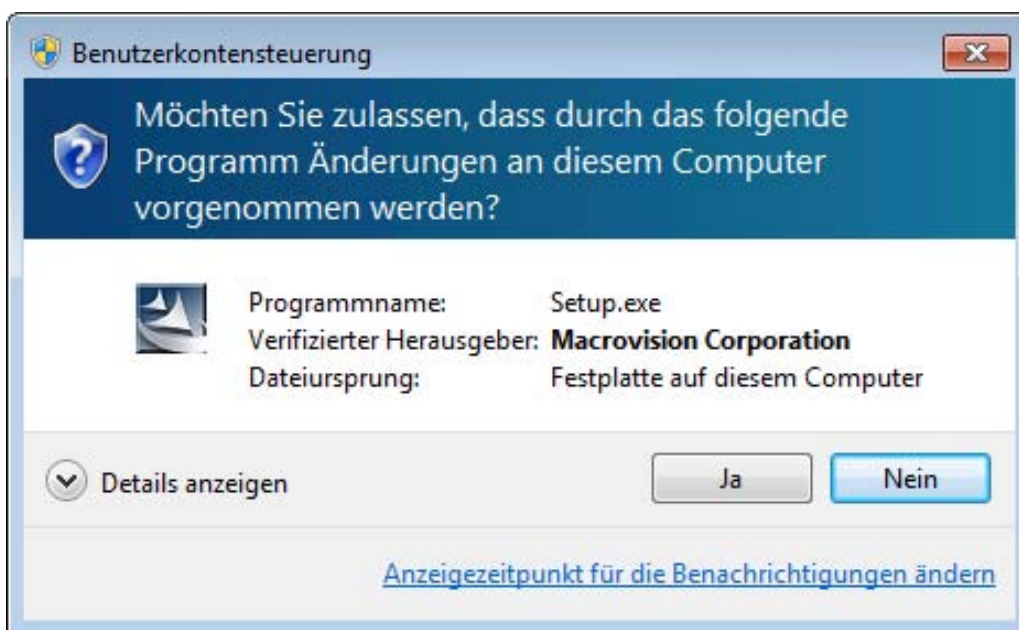 Benutzerkontensteuerung
Möchten Sie zulassen, dass durch das folgende
Programm Änderungen an diesem Computer
vorgenommen werden?
Programmname: Setup.exe
Verifizierter Herausgeber: Macrovision Corporation
Dateiursprung: Festplatte auf diesem Computer
Details anzeigen Ja Nein
Anzeigezeitpunkt für die Benachrichtigungen ändern